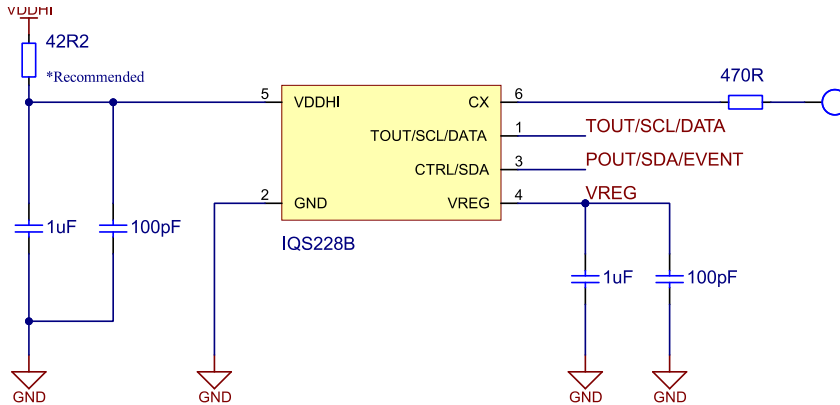 VDDHI
42R2
*Recommended
470R
5
VDDHI
CX
6
TOUT/SCL/DATA
1
TOUT/SCL/DATA
CTRL/SDA
3
POUT/SDA/EVENT
2
GND
VREG
4
VREG
IQS228B
1uF
100pF
1uF
100pF
GND
GND
GND
GND